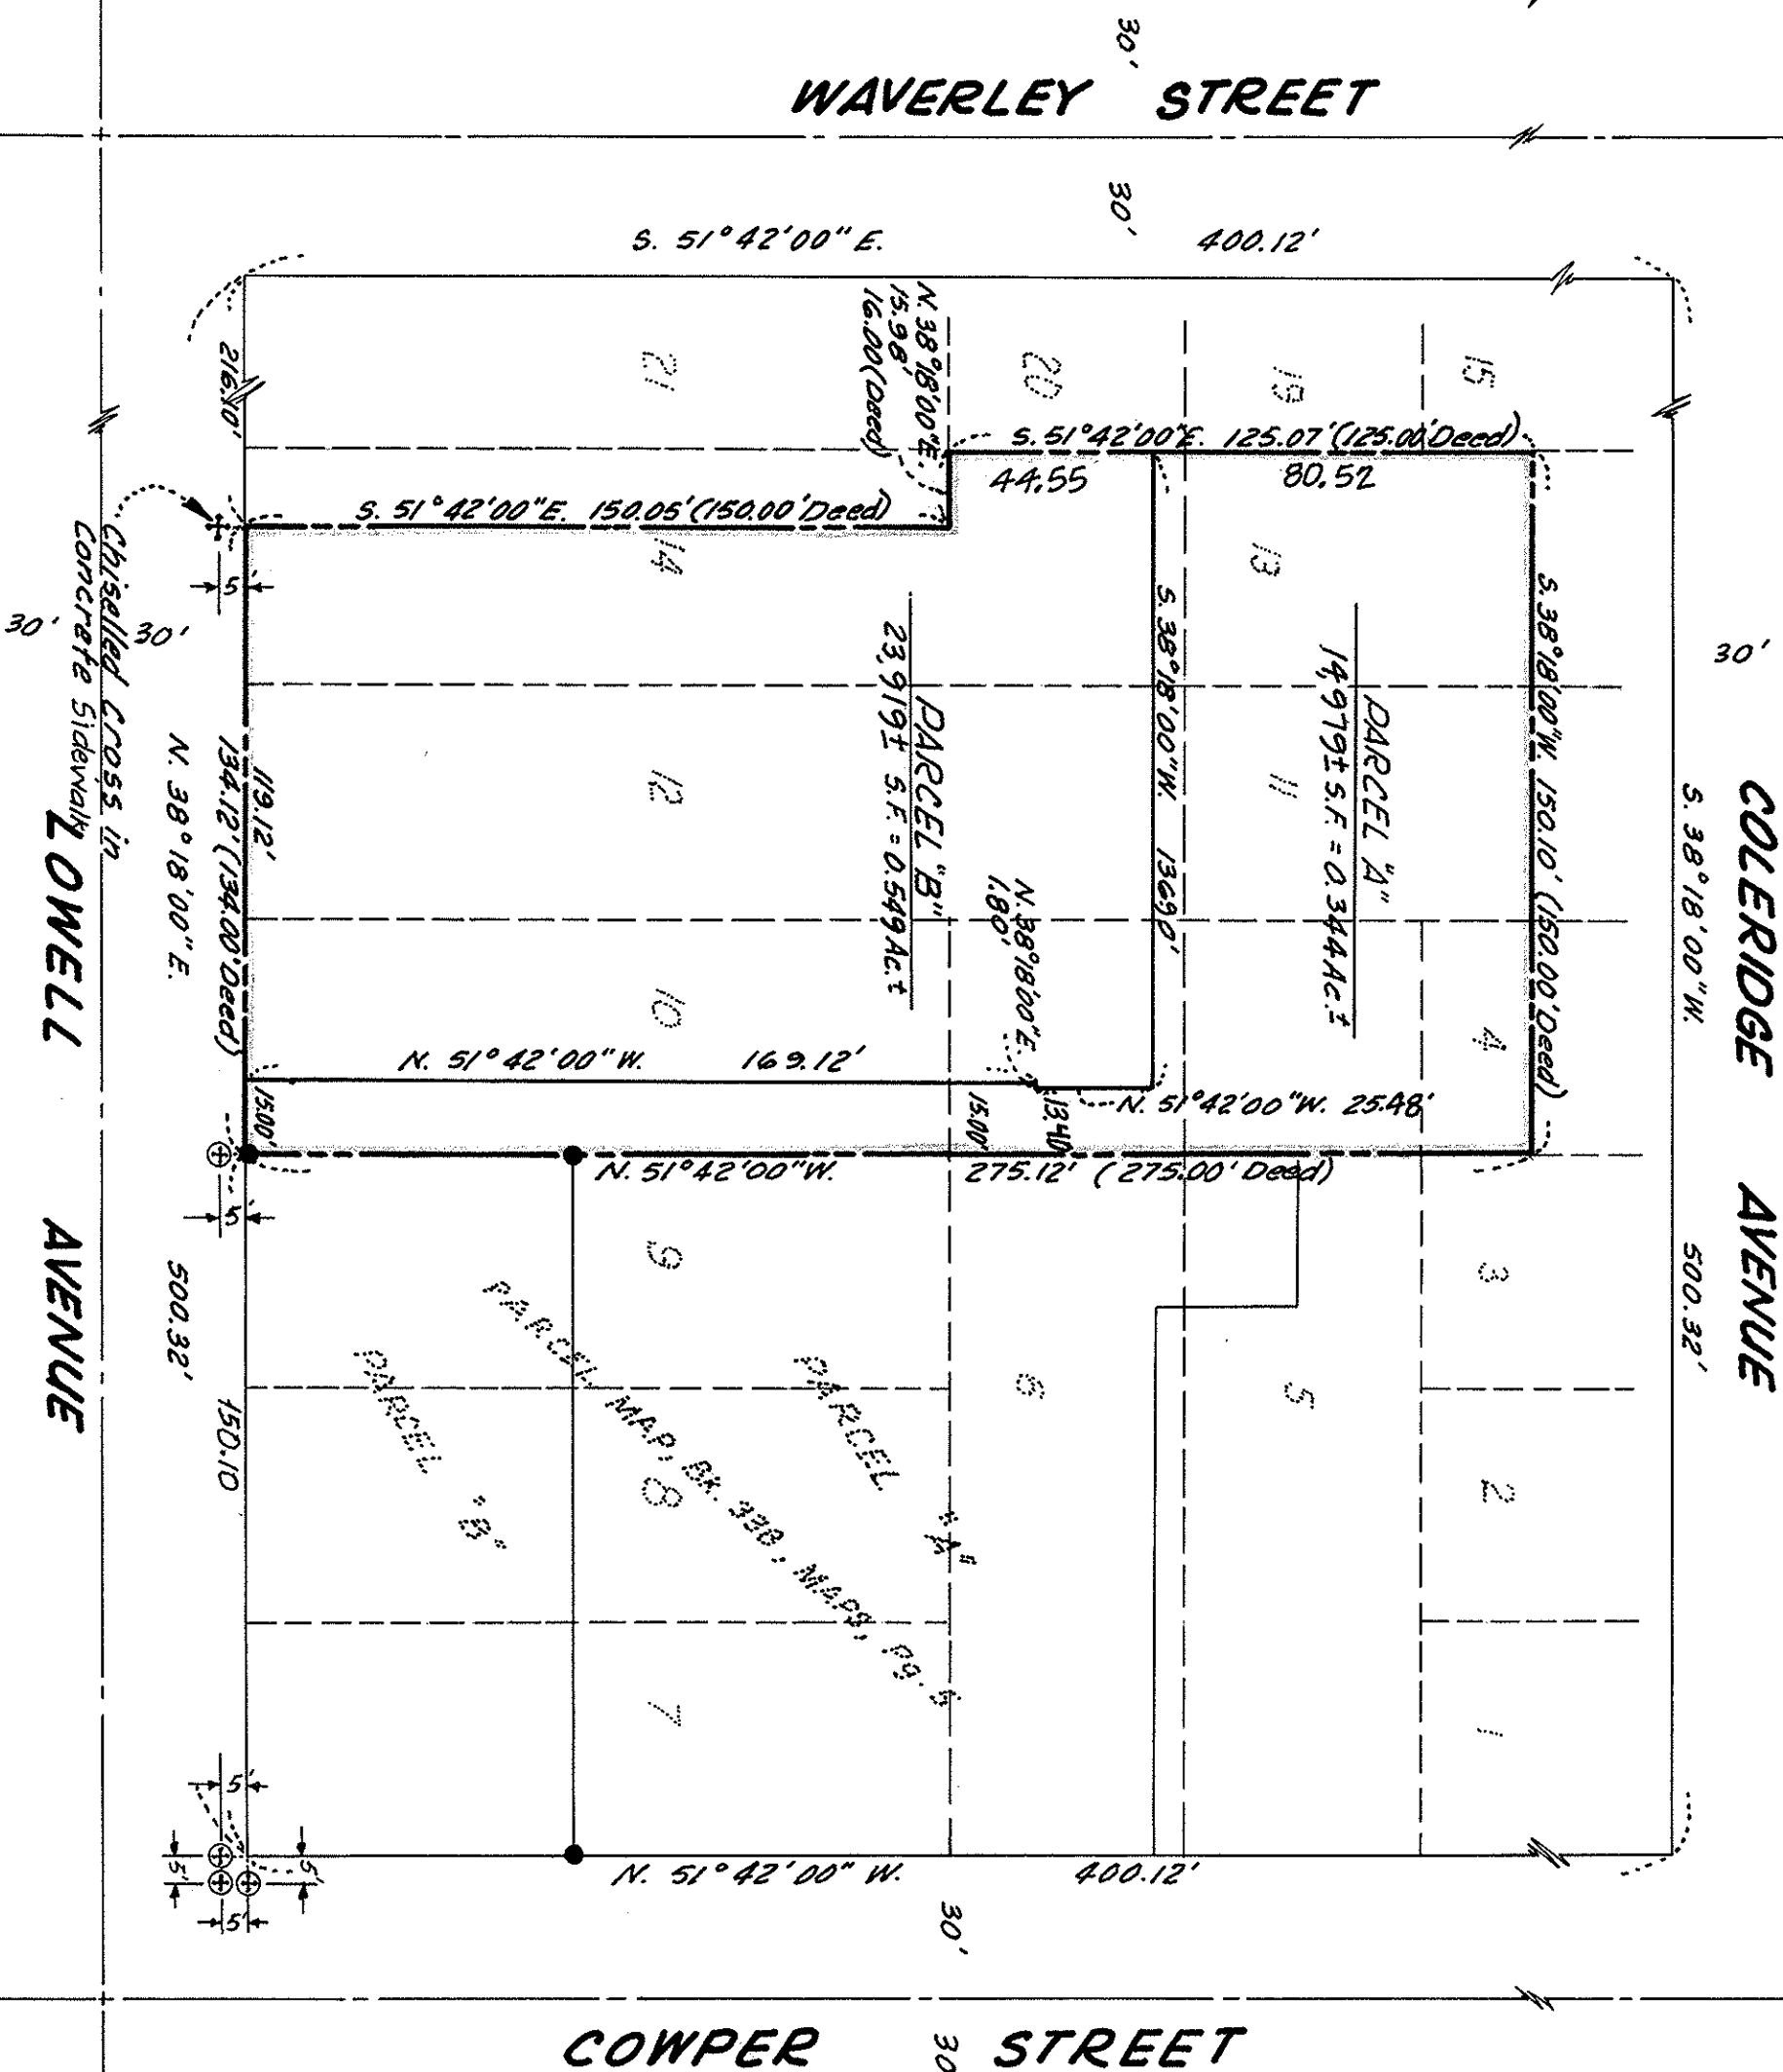 WAVERLEY STREET
30'
30'
S. 51°42'00" E. 400.12'
216.10'
21
N. 38°18'00"E.
15.98'
16.00 (Deed)
20
19
15
S. 51°42'00"E. 125.07' (125.00' Deed)
44.55
80.52
S. 51°42'00"E. 150.05' (150.00' Deed)
Chiselled Cross in
Concrete Sidewalk
5'
14
13
30'
30'
30'
S. 38°18'00"W. 150.10' (150.00' Deed)
S. 38°18'00"W. 136.90'
PARCEL "A"
14,979± S.F. = 0.344 Ac.±
PARCEL "B"
23,919± S.F. = 0.549 Ac.±
12
11
119.12'
134.12' (134.00' Deed)
N. 38°18'00" E.
500.32'
COLERIDGE AVENUE
S. 38°18'00"W. 500.32'
LOWELL AVENUE
N. 38°18'00"E.
1.80'
10
4
N. 51°42'00"W. 169.12'
15.00'
15.00'
13.40
N. 51°42'00"W. 25.48'
N. 51°42'00"W. 275.12' (275.00' Deed)
5'
9
3
PARCEL MAP, BK. 338, MAPS, PG. 5
PARCEL "B"
PARCEL "A"
6
5
8
2
150.10
7
1
5'
5'
5'
5'
N. 51°42'00" W. 400.12'
30'
30
COWPER STREET